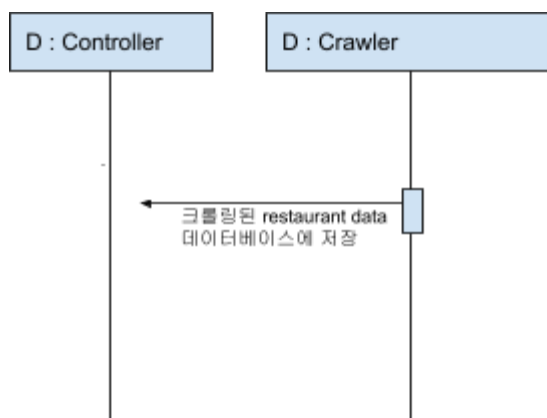 D : Controller
D : Crawler
크롤링된 restaurant data
데이터베이스에 저장